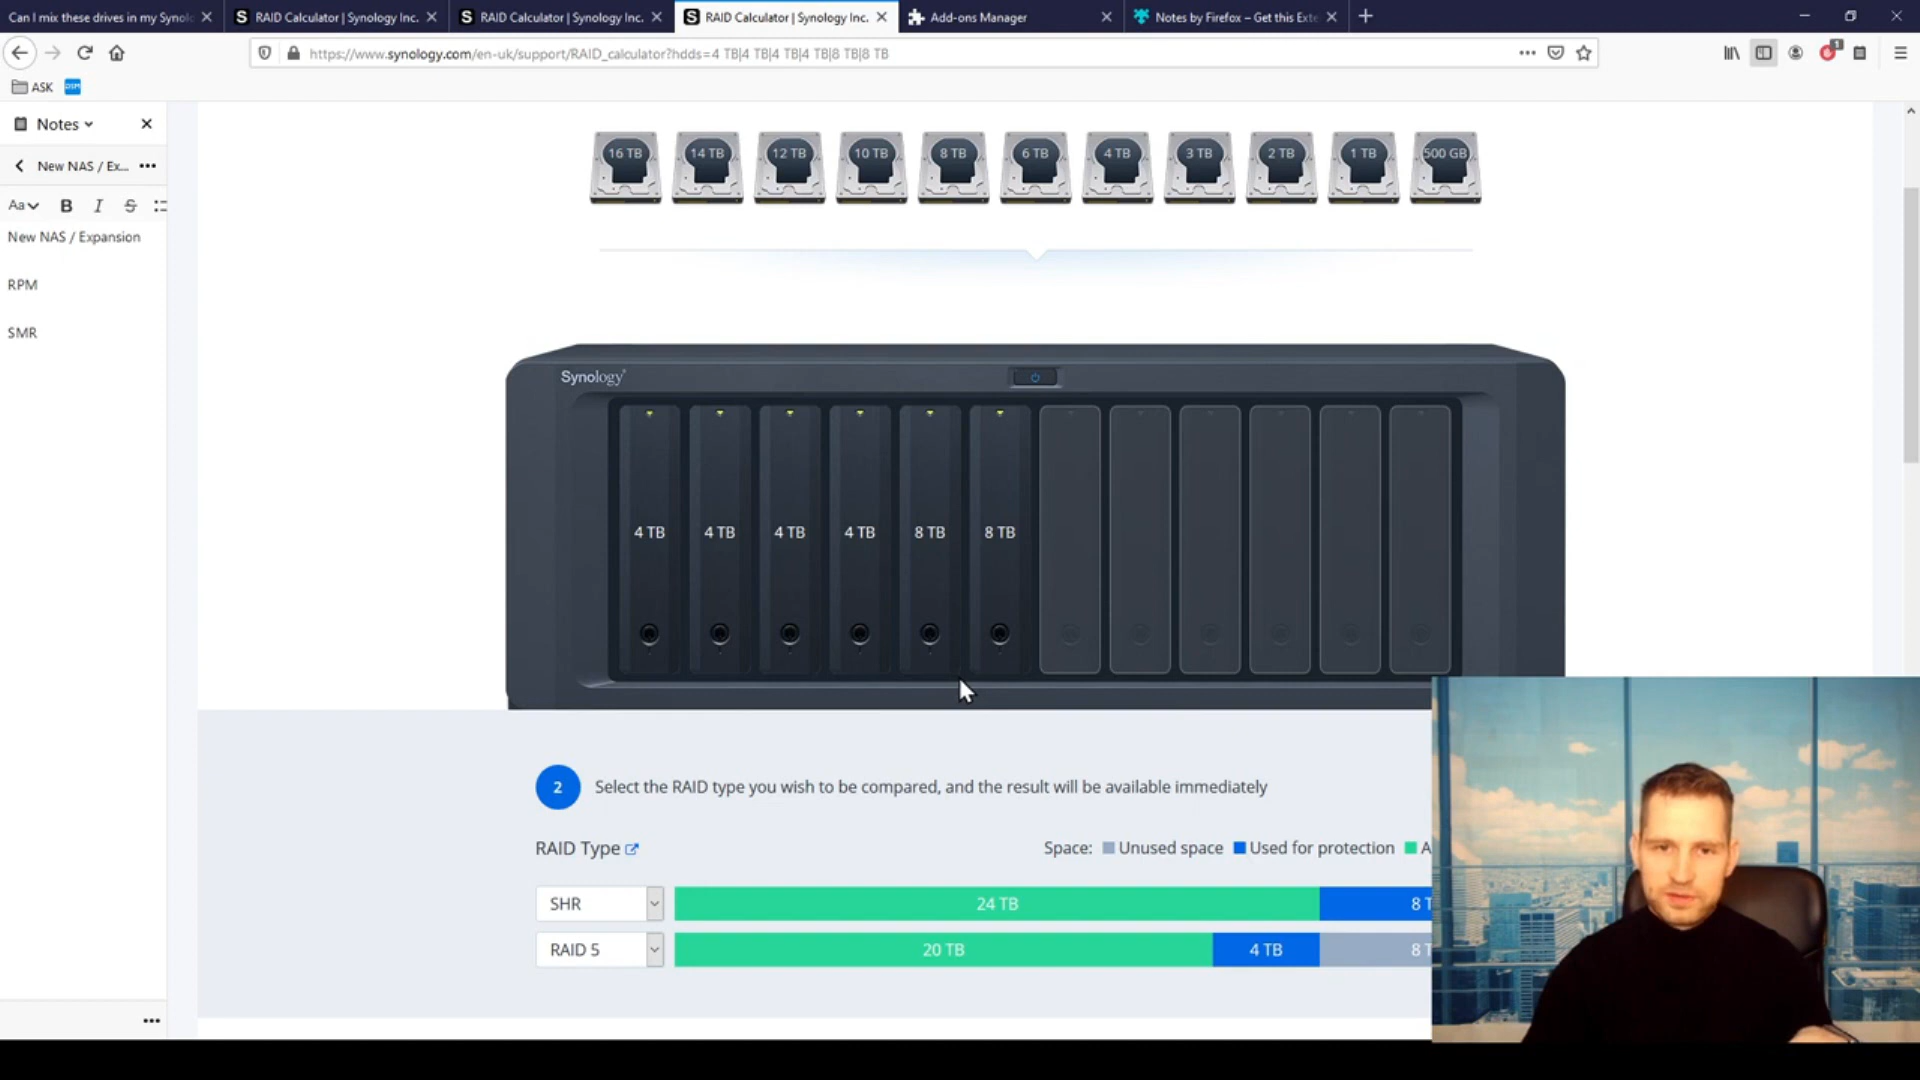 Can I mix these drives in my Synol
RAID Calculator | Synology Inc.
RAID Calculator | Synology Inc.
RAID Calculator | Synology Inc.
Add-ons Manager
Notes by Firefox – Get this Exte
https://www.synology.com/en-uk/support/RAID_calculator?hdds=4 TB|4 TB|4 TB|4 TB|8 TB|8 TB
1
ASK
DSM
Notes
New NAS / Ex...
Aa B I S
New NAS / Expansion
RPM
SMR
16 TB 14 TB 12 TB 10 TB 8 TB 6 TB 4 TB 3 TB 2 TB 1 TB 500 GB
Synology
4 TB 4 TB 4 TB 4 TB 8 TB 8 TB
2 Select the RAID type you wish to be compared, and the result will be available immediately
RAID Type
Space: Unused space Used for protection A
SHR 24 TB 8 T
RAID 5 20 TB 4 TB 8 T